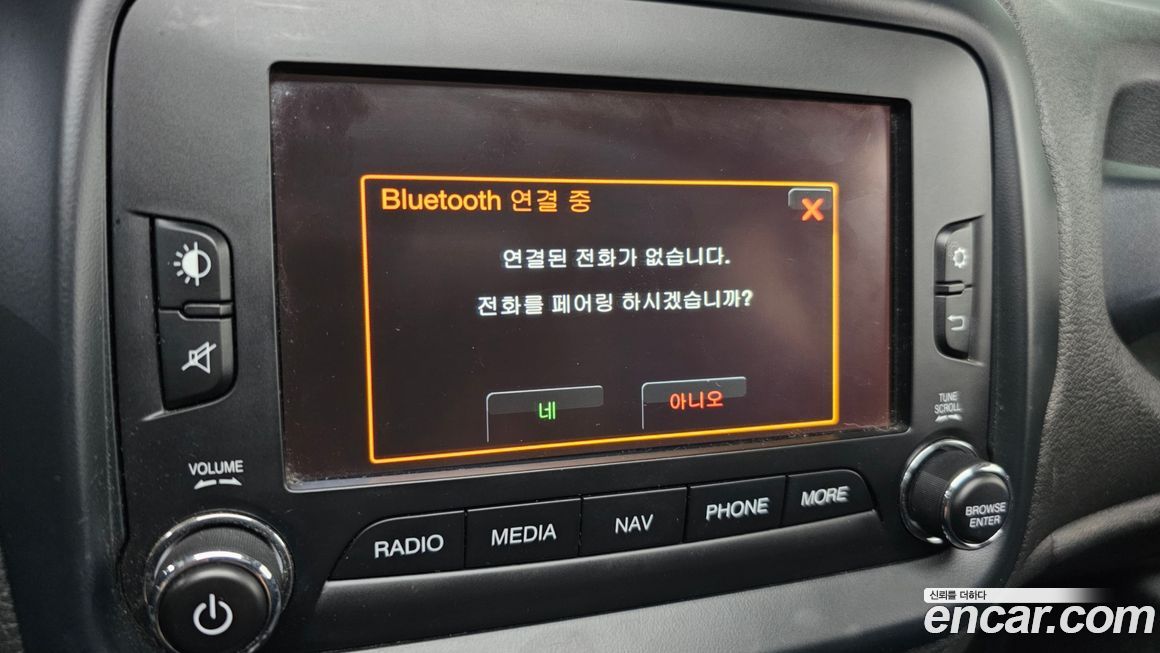 Bluetooth 연결 중
연결된 전화가 없습니다.
전화를 페어링 하시겠습니까?
네
아니오
VOLUME
TUNE
SCROLL
RADIO
MEDIA
NAV
PHONE
MORE
BROWSE
ENTER
신뢰를 더하다
encar.com